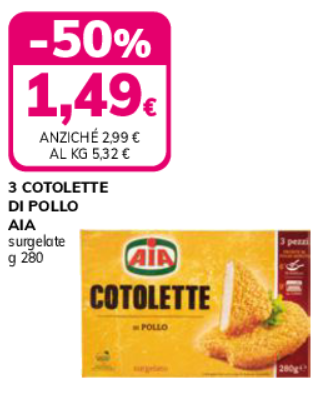 -50%
1,49€
ANZICHÉ 2,99 €
AL KG 5,32 €
3 COTOLETTE
DI POLLO
AIA
surgelate
g 280
AIA
3 pezzi
COTOLETTE
DI POLLO
surgelato
280g e